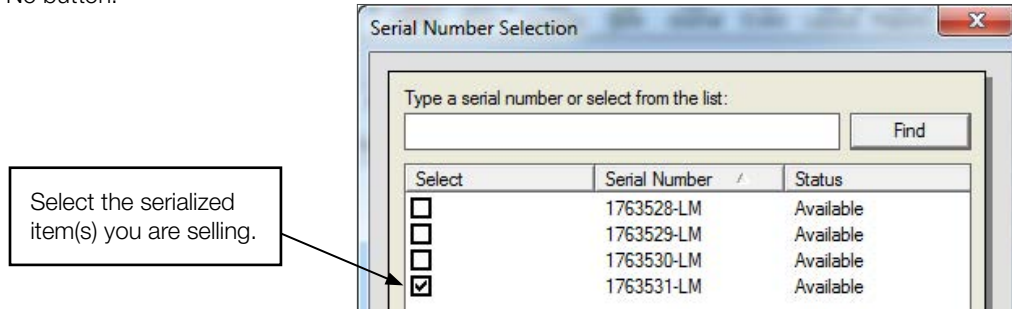 No button.
Serial Number Selection
Type a serial number or select from the list:
Find
Select Serial Number Status
1763528-LM Available
1763529-LM Available
1763530-LM Available
1763531-LM Available
Select the serialized
item(s) you are selling.